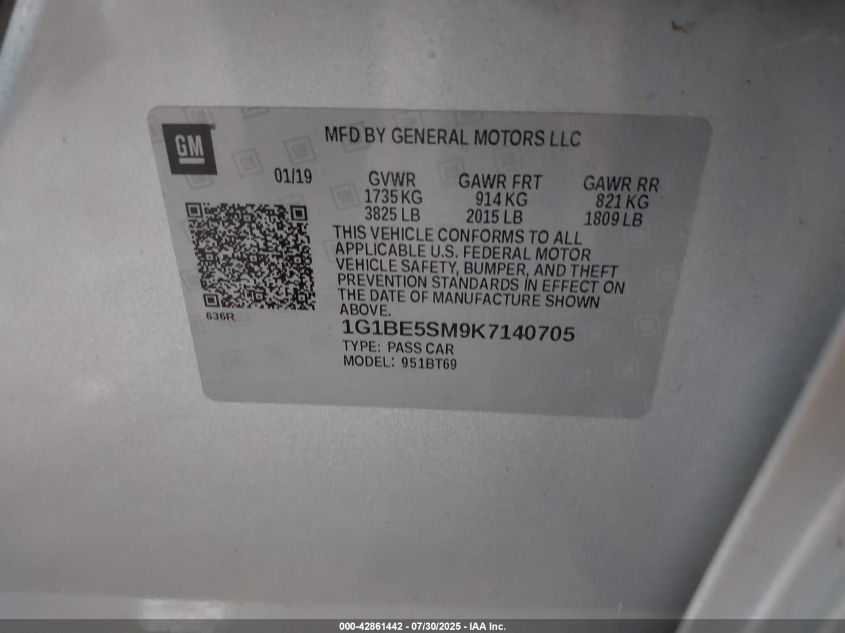 GM
MFD BY GENERAL MOTORS LLC
01/19
GVWR GAWR FRT GAWR RR
1735 KG 914 KG 821 KG
3825 LB 2015 LB 1809 LB
THIS VEHICLE CONFORMS TO ALL
APPLICABLE U.S. FEDERAL MOTOR
VEHICLE SAFETY, BUMPER, AND THEFT
PREVENTION STANDARDS IN EFFECT ON
THE DATE OF MANUFACTURE SHOWN
ABOVE.
636R
1G1BE5SM9K7140705
TYPE: PASS CAR
MODEL: 951BT69
000-42861442 - 07/30/2025 - IAA Inc.